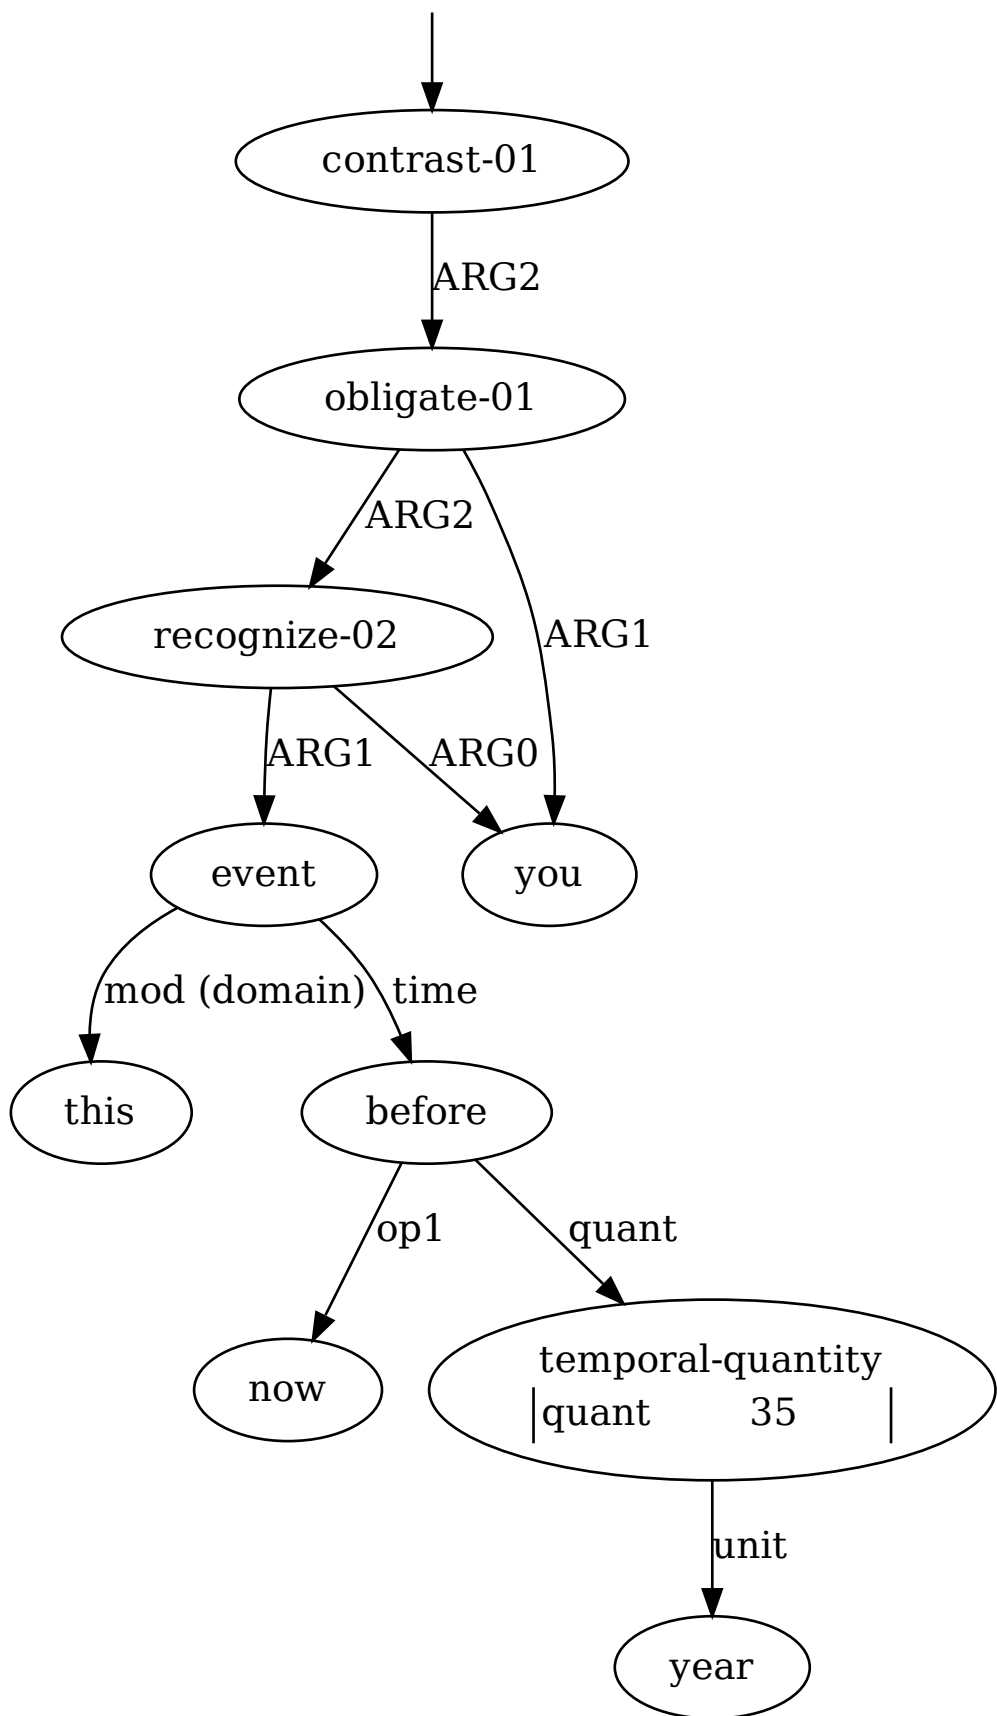 contrast-01
ARG2
obligate-01
ARG2
ARG1
recognize-02
ARG1
ARG0
event
you
mod (domain)
time
this
before
op1
quant
now
temporal-quantity
quant 35
unit
year